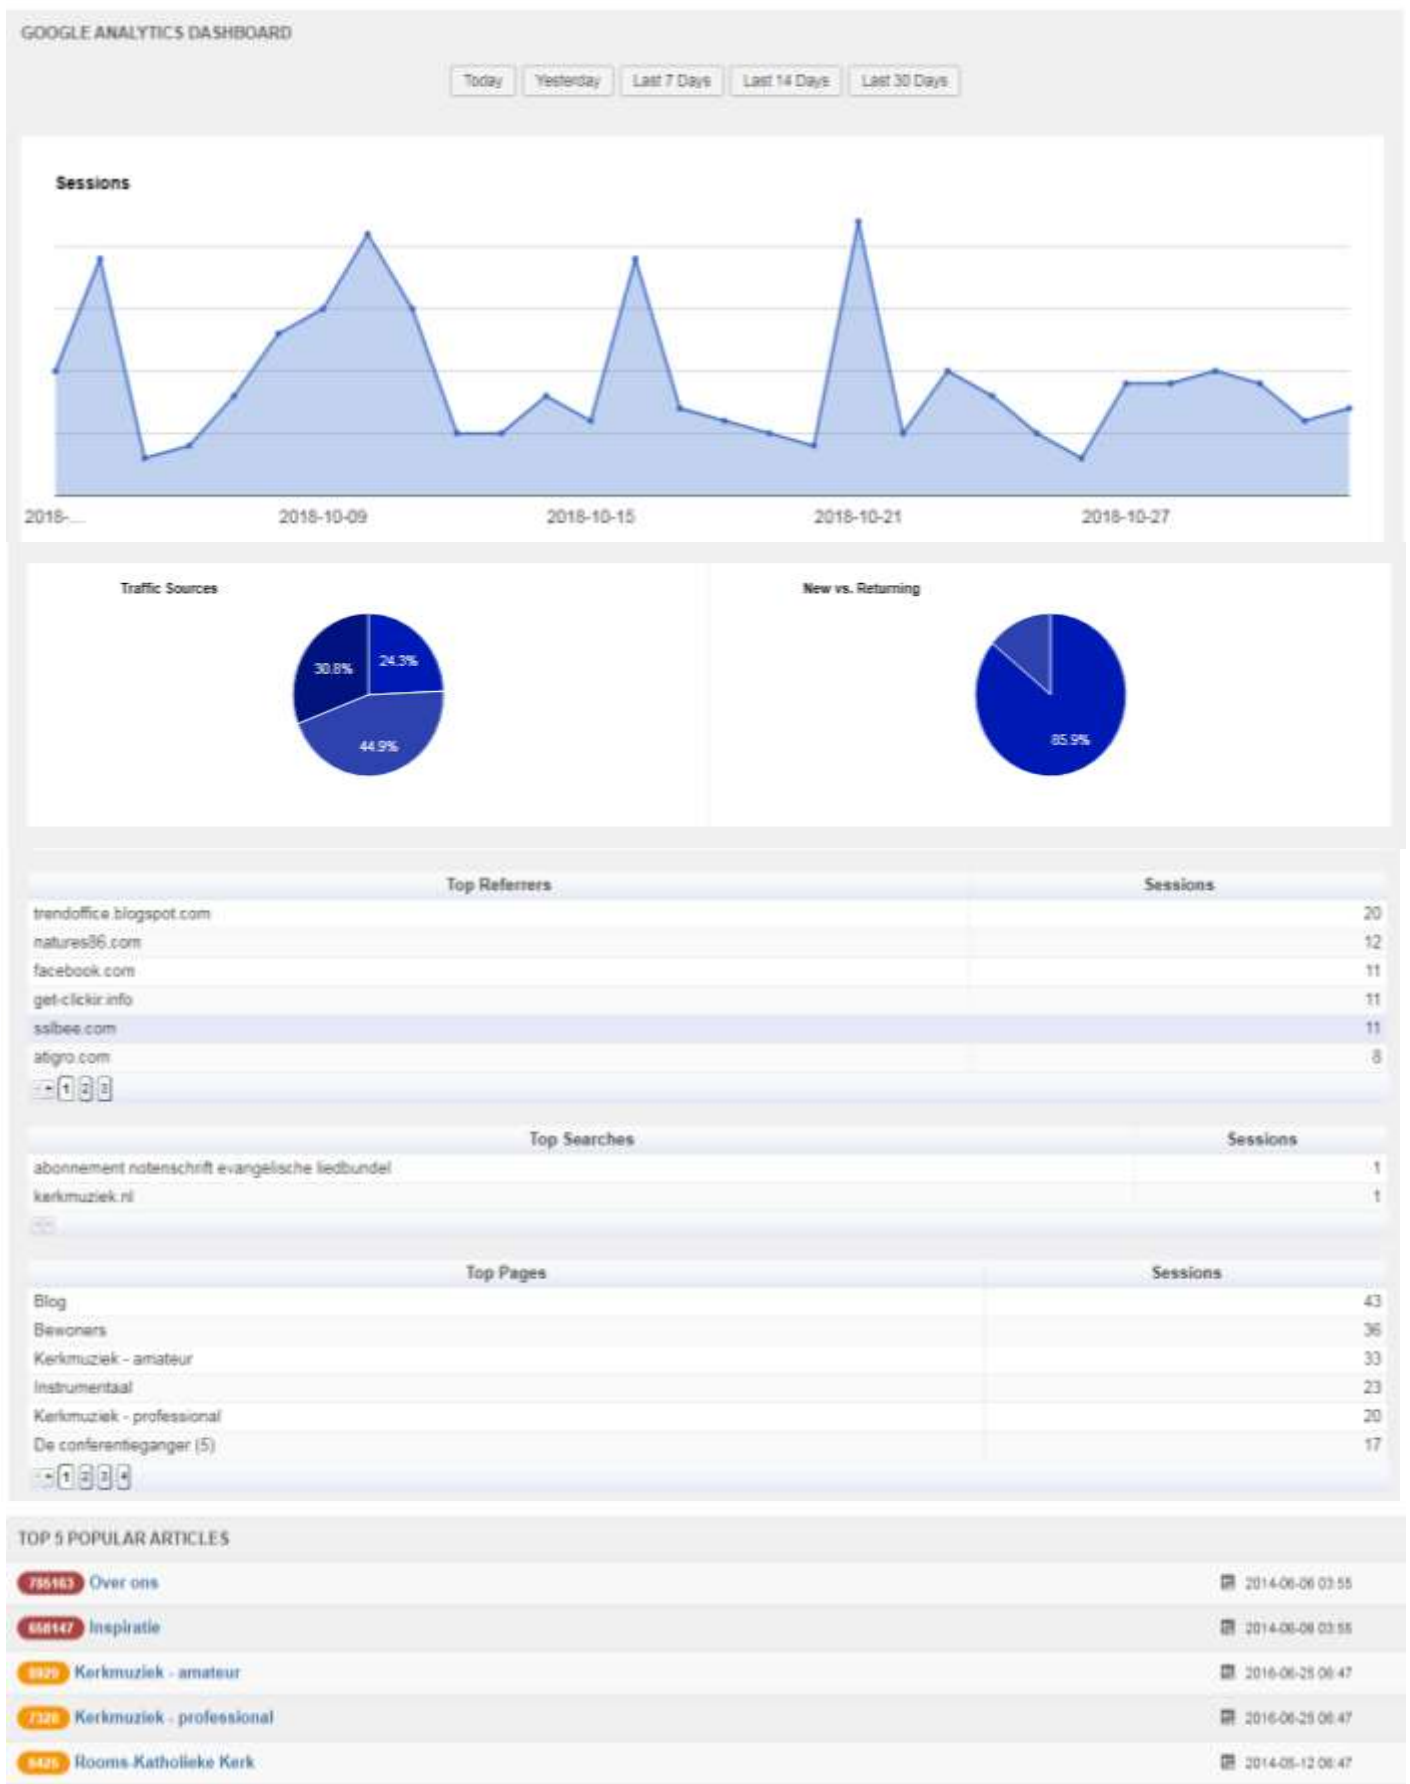 GOOGLE ANALYTICS DASHBOARD
Today Yesterday Last 7 Days Last 14 Days Last 30 Days
Sessions
2018-... 2018-10-09 2018-10-15 2018-10-21 2018-10-27
Traffic Sources New vs. Returning
30.8% 24.3%
44.9% 85.9%
Top Referrers Sessions
trendoffice.blogspot.com 20
natures86.com 12
facebook.com 11
get-clickir.info 11
sslbee.com 11
atigro.com 8
1 2 3
Top Searches Sessions
abonnement notenschrift evangelische liedbundel 1
kerkmuziek.nl 1
Top Pages Sessions
Blog 43
Bewoners 36
Kerkmuziek - amateur 33
Instrumentaal 23
Kerkmuziek - professional 20
De conferentieganger (5) 17
1 2 3 4
TOP 5 POPULAR ARTICLES
Over ons 2014-06-06 03:55
Inspiratie 2014-06-06 03:55
Kerkmuziek - amateur 2016-06-25 06:47
Kerkmuziek - professional 2016-06-25 06:47
Rooms-Katholieke Kerk 2014-05-12 06:47